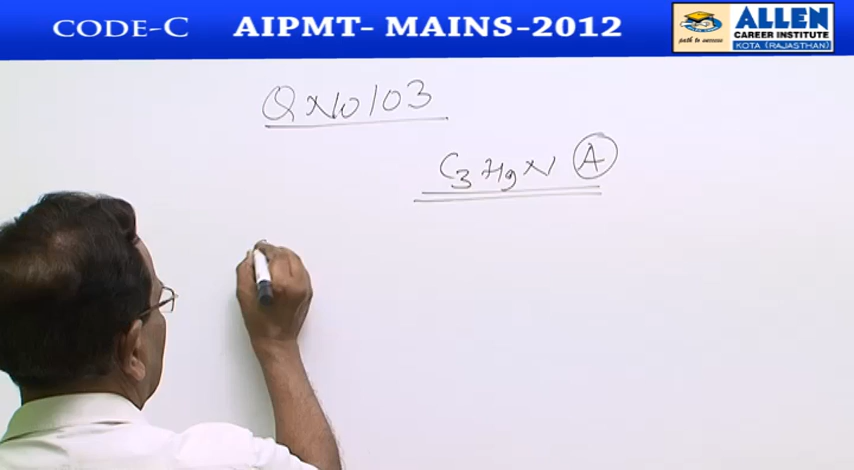 CODE-C
AIPMT- MAINS-2012
ALLEN
CAREER INSTITUTE
KOTA (RAJASTHAN)
path to success
Q No 103
C3H9N A